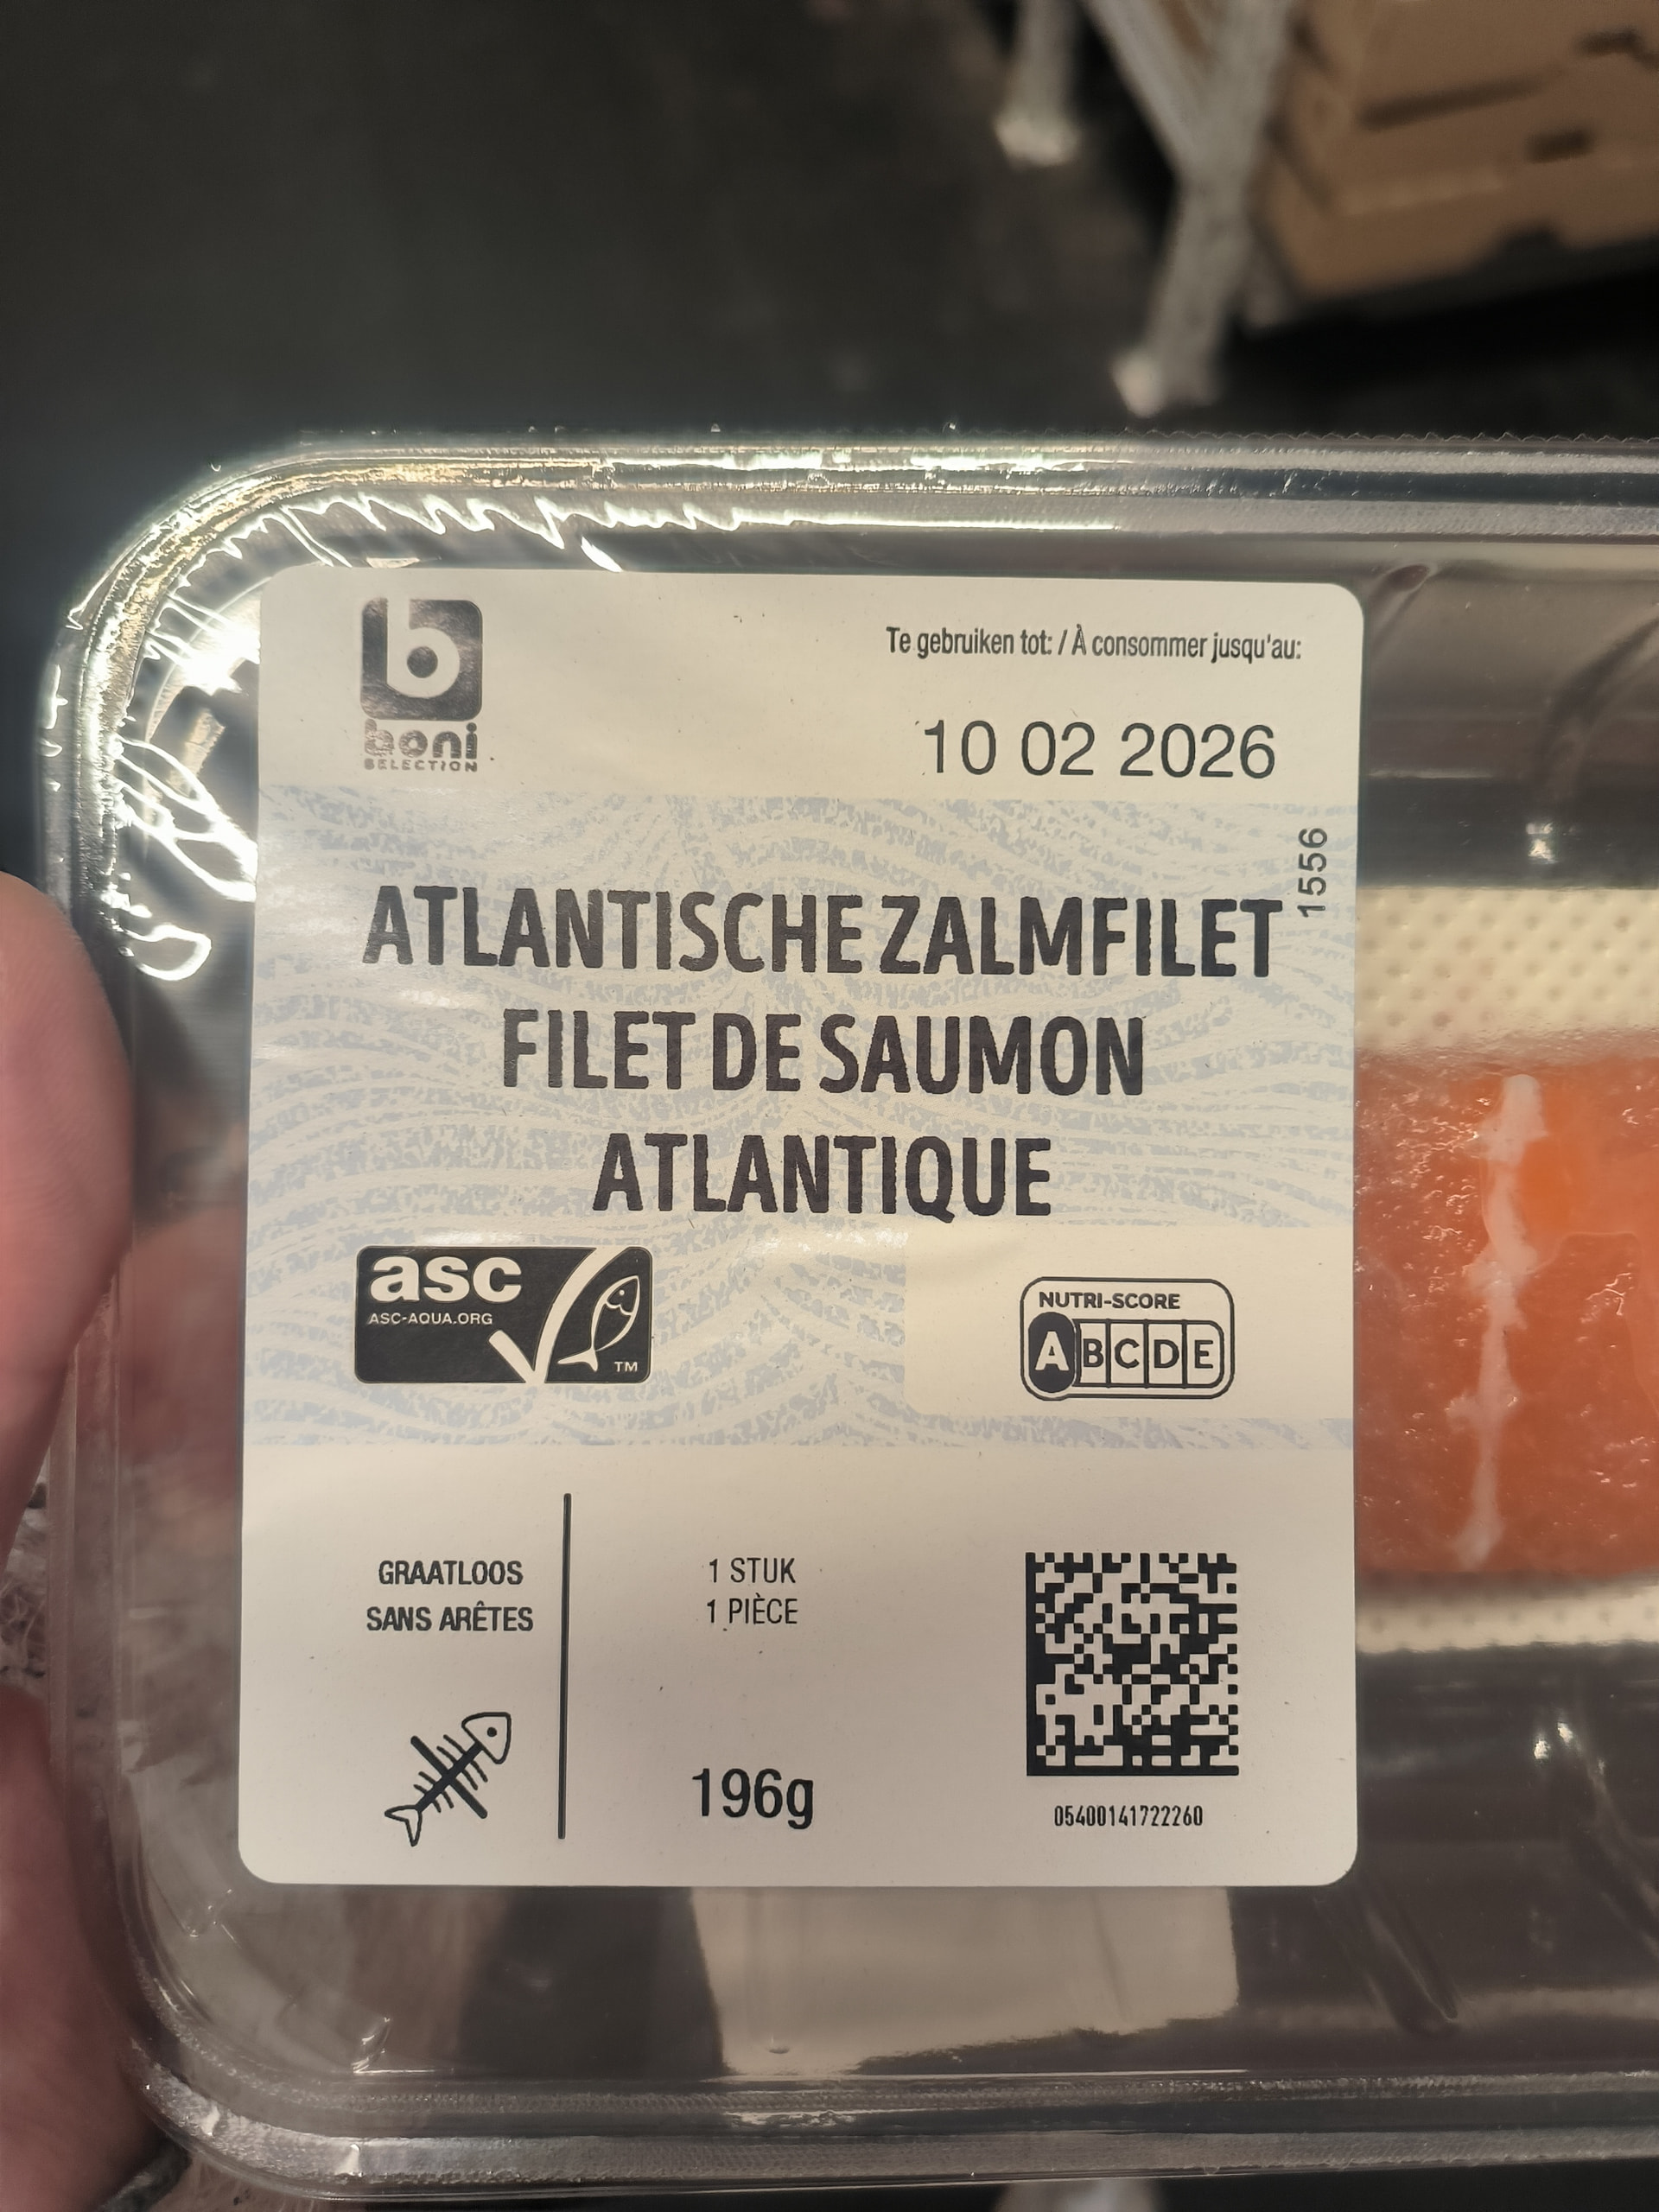 boni
SELECTION
Te gebruiken tot: / À consommer jusqu'au:
10 02 2026
1556
ATLANTISCHE ZALMFILET
FILET DE SAUMON
ATLANTIQUE
asc
ASC-AQUA.ORG
TM
NUTRI-SCORE
A B C D E
GRAATLOOS
SANS ARÊTES
1 STUK
1 PIÈCE
196g
05400141722260